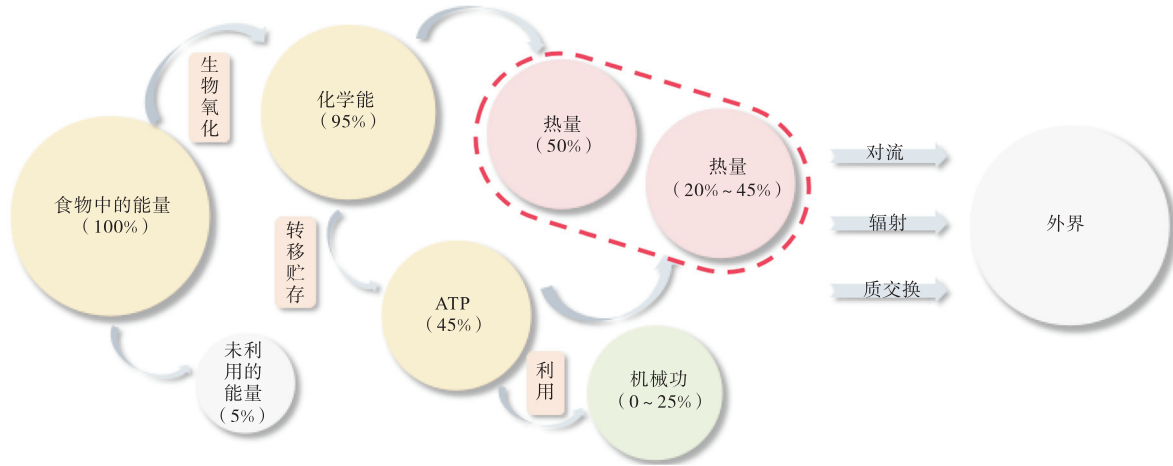 生
物
氧
化
化学能
（95%）
热量
（50%）
热量
（20%～45%）
食物中的能量
（100%）
转
移
贮
存
ATP
（45%）
未利
用的
能量
（5%）
利
用
机械功
（0～25%）
对流
辐射
质交换
外界